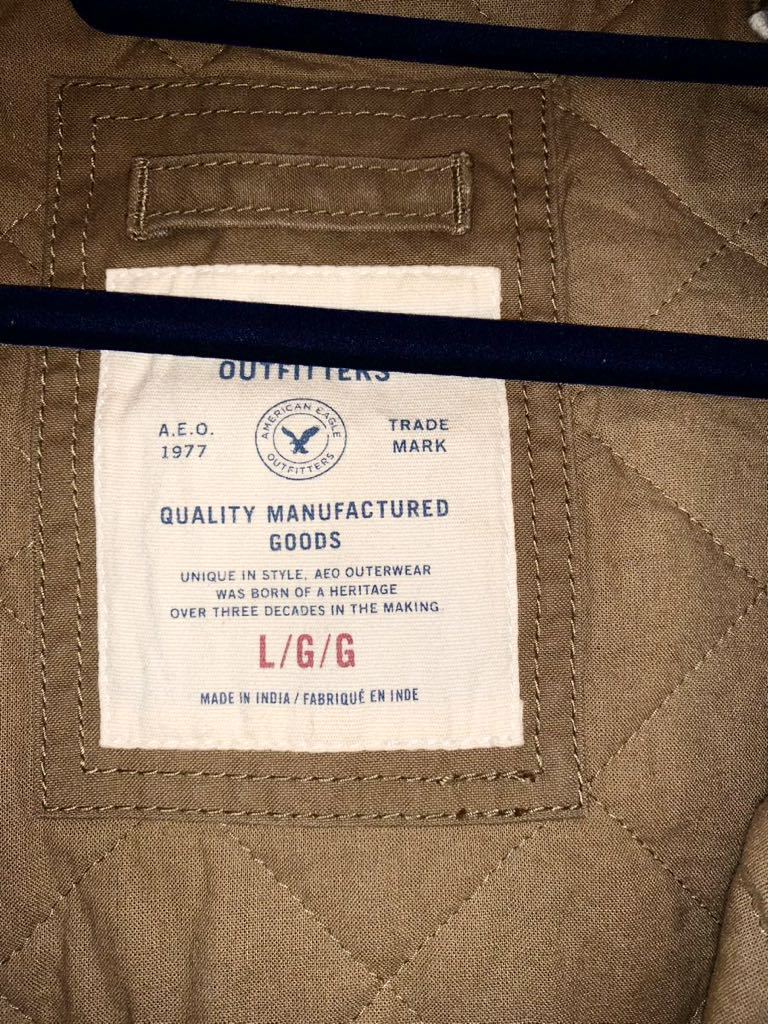 OUTFITTERS
A.E.O.
1977
AMERICAN EAGLE
OUTFITTERS
TRADE
MARK
QUALITY MANUFACTURED
GOODS
UNIQUE IN STYLE, AEO OUTERWEAR
WAS BORN OF A HERITAGE
OVER THREE DECADES IN THE MAKING
L/G/G
MADE IN INDIA / FABRIQUÉ EN INDE